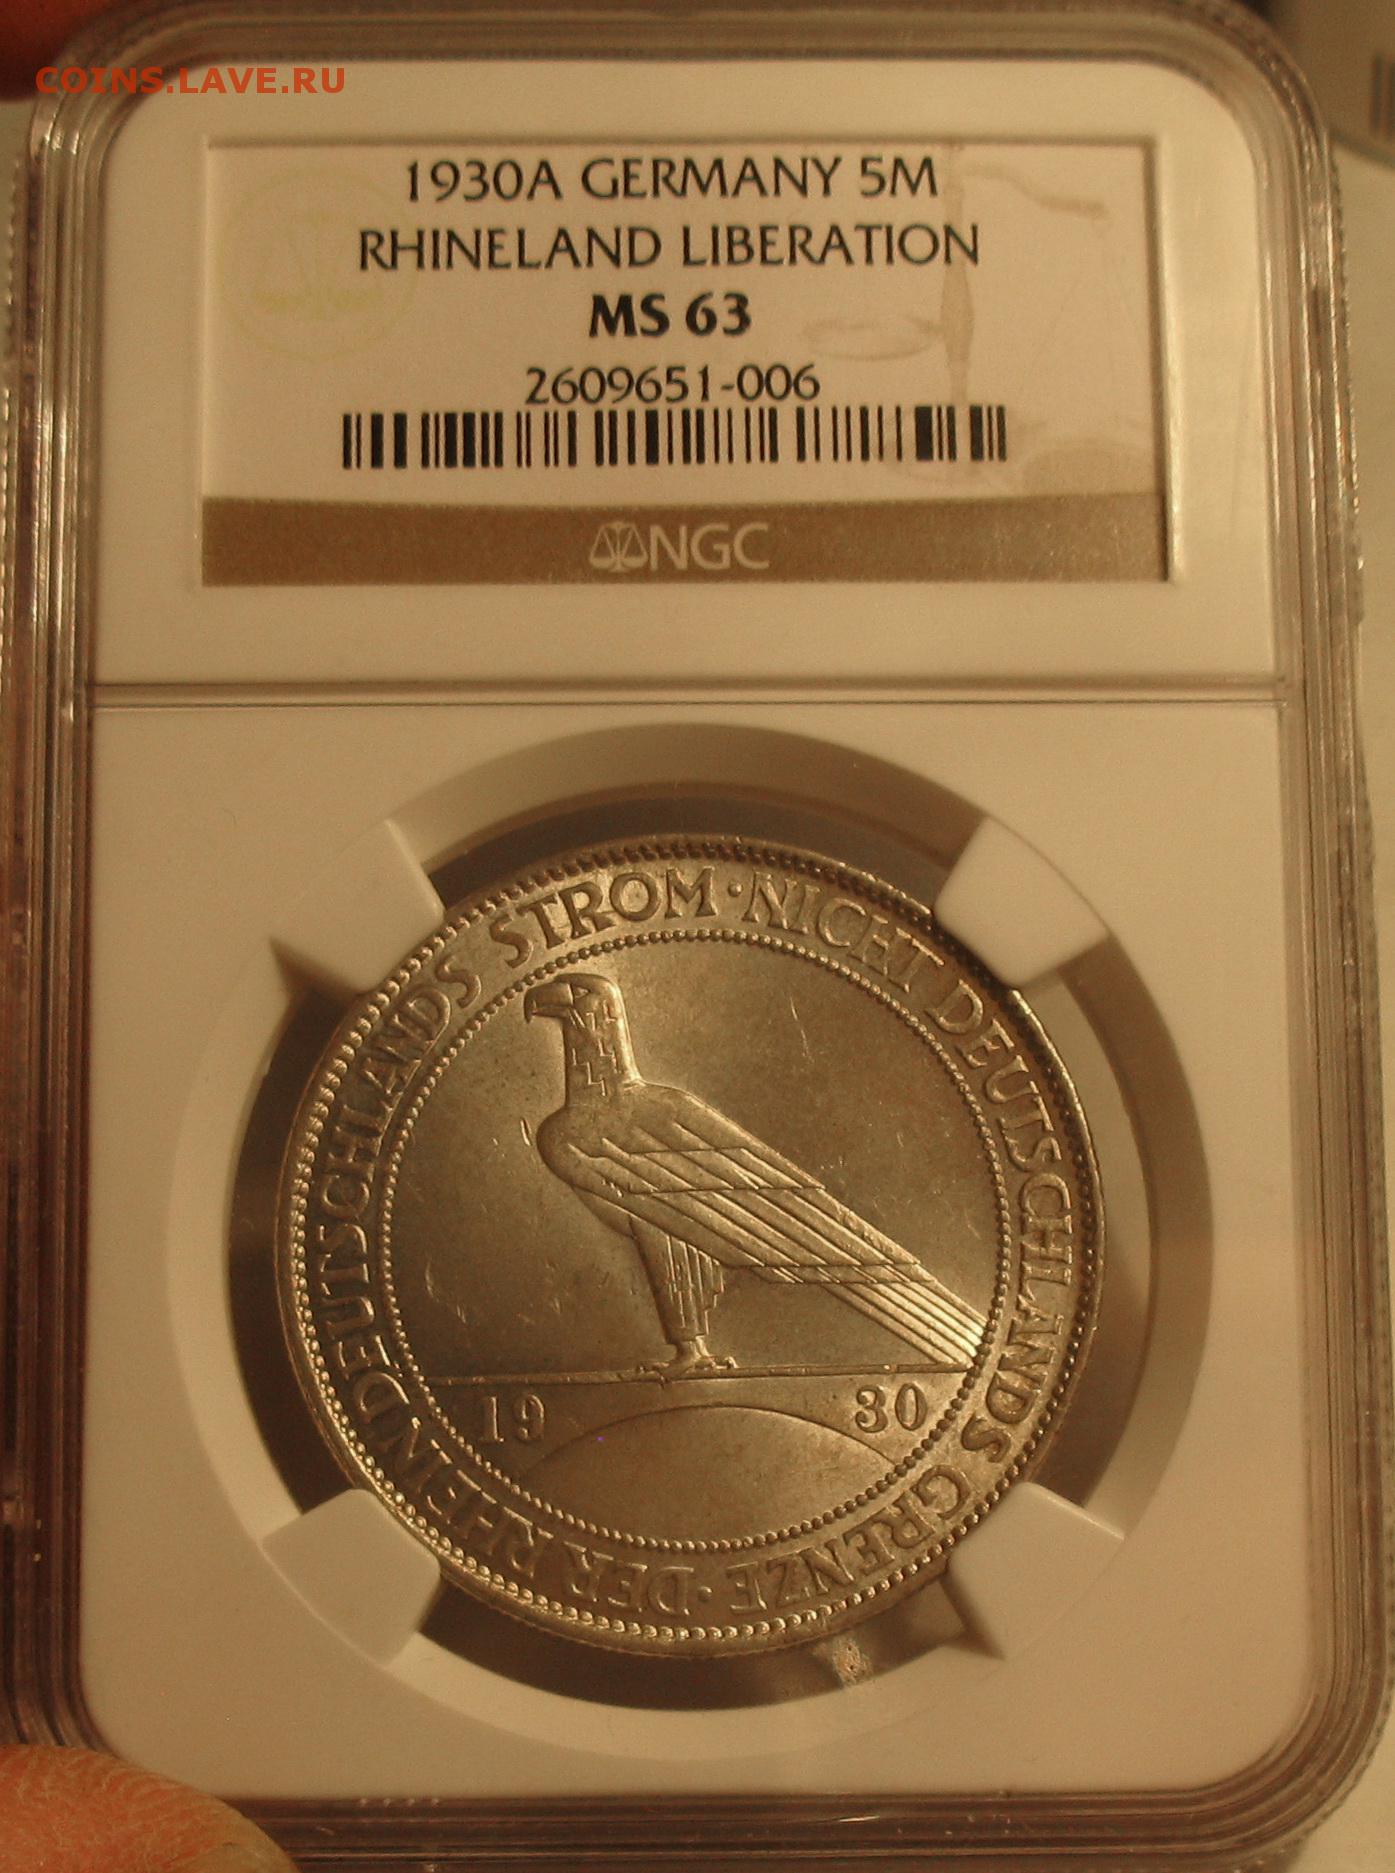 COINS.LAVE.RU
1930A GERMANY 5M
RHINELAND LIBERATION
MS 63
2609651-006
NGC
DER RHEIN DEUTSCHLANDS STROM · NICHT DEUTSCHLANDS GRENZE ·
19 30